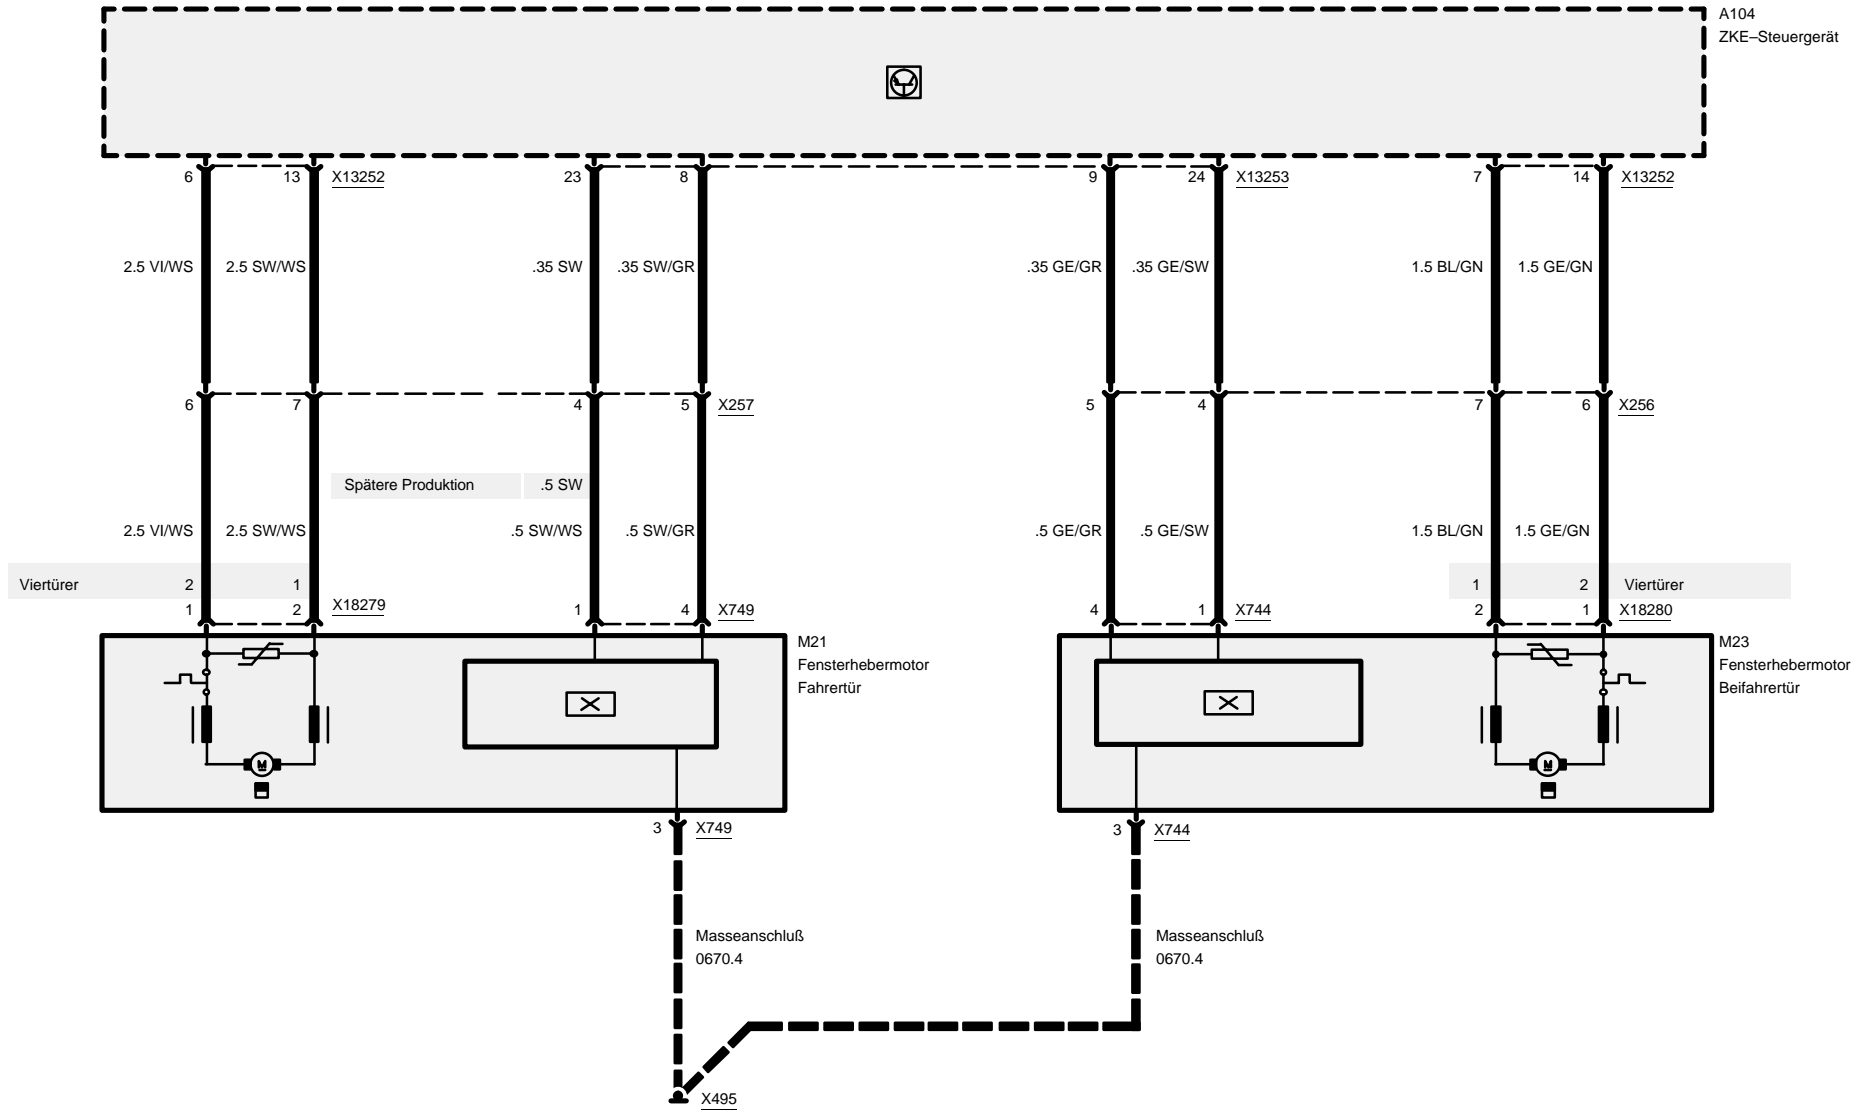 A104
ZKE–Steuergerät
6 13 X13252 23 8 9 24 X13253 7 14 X13252
2.5 VI/WS 2.5 SW/WS .35 SW .35 SW/GR .35 GE/GR .35 GE/SW 1.5 BL/GN 1.5 GE/GN
6 7 4 5 X257 5 4 7 6 X256
Spätere Produktion .5 SW
2.5 VI/WS 2.5 SW/WS .5 SW/WS .5 SW/GR .5 GE/GR .5 GE/SW 1.5 BL/GN 1.5 GE/GN
Viertürer 2 1 1 2 Viertürer
1 2 X18279 1 4 X749 4 1 X744 2 1 X18280
M21
Fensterhebermotor
Fahrertür
M23
Fensterhebermotor
Beifahrertür
M M
3 X749 3 X744
Masseanschluß
0670.4
Masseanschluß
0670.4
X495